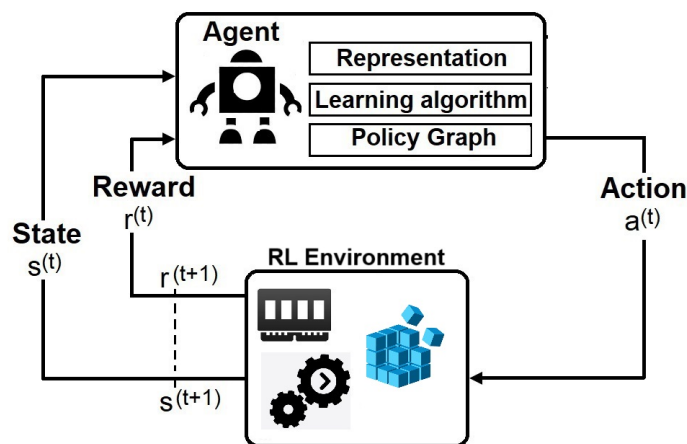 Agent
Representation
Learning algorithm
Policy Graph
Reward
r(t)
Action
a(t)
State
s(t)
RL Environment
r(t+1)
s(t+1)